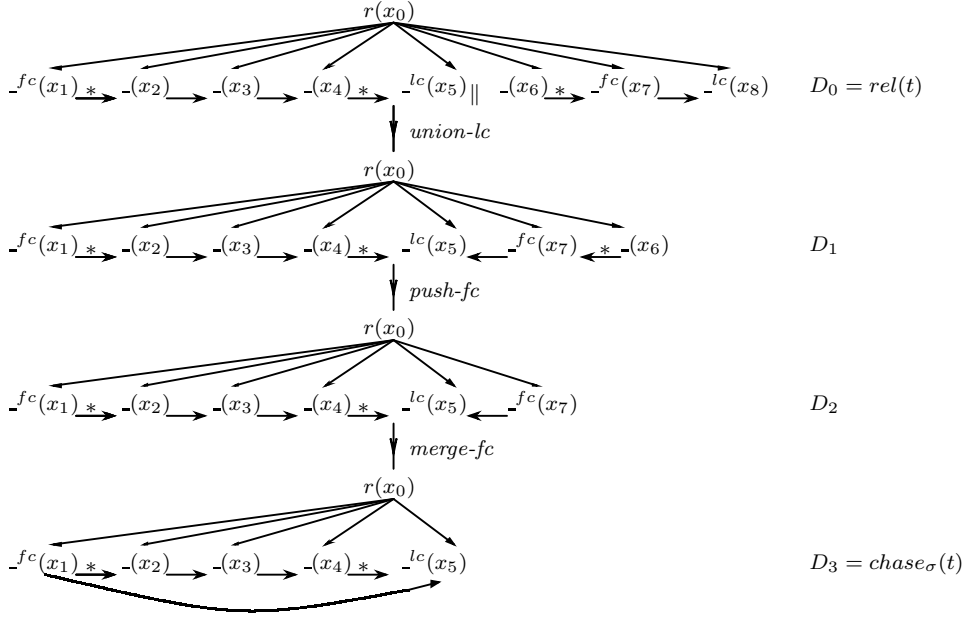 r(x₀)
_^{fc}(x₁) * _(x₂) _(x₃) _(x₄) * _^{lc}(x₅) || _(x₆) * _^{fc}(x₇) _^{lc}(x₈) D₀ = rel(t)
union-lc
r(x₀)
_^{fc}(x₁) * _(x₂) _(x₃) _(x₄) * _^{lc}(x₅) _^{fc}(x₇) * _(x₆) D₁
push-fc
r(x₀)
_^{fc}(x₁) * _(x₂) _(x₃) _(x₄) * _^{lc}(x₅) _^{fc}(x₇) D₂
merge-fc
r(x₀)
_^{fc}(x₁) * _(x₂) _(x₃) _(x₄) * _^{lc}(x₅) D₃ = chase_σ(t)